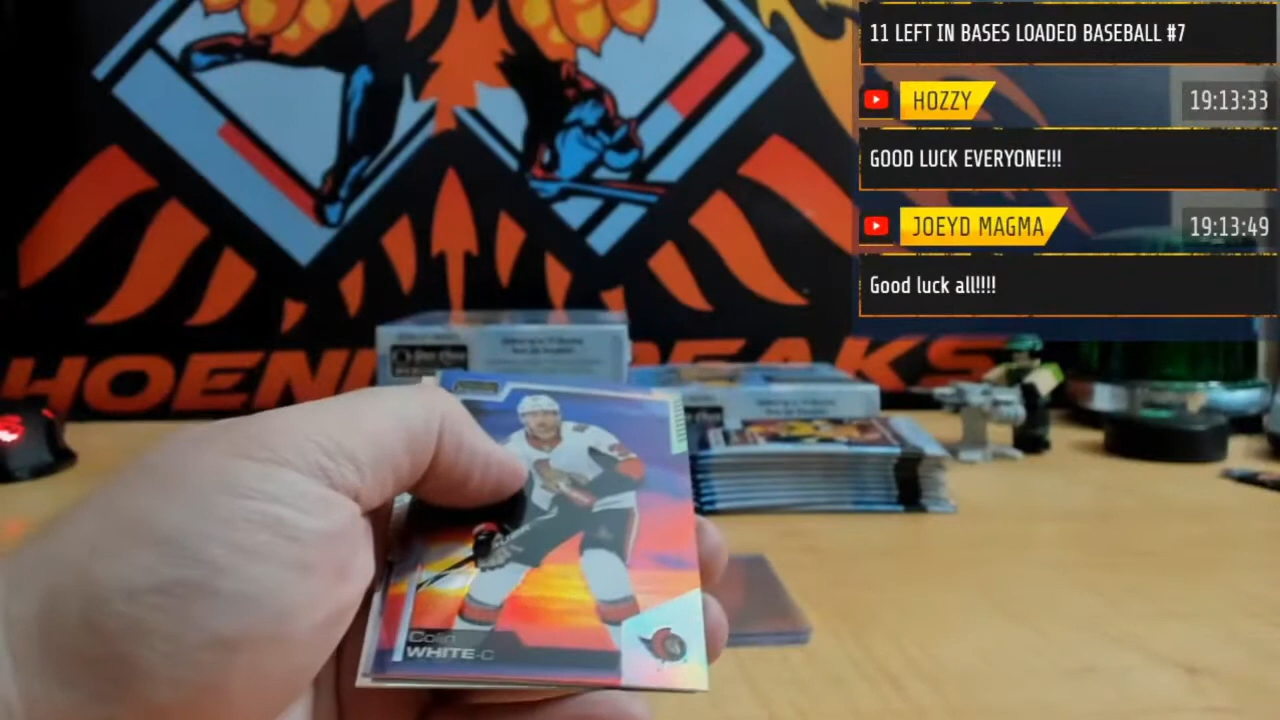 11 LEFT IN BASES LOADED BASEBALL #7
HOZZY
19:13:33
GOOD LUCK EVERYONE!!!
JOEYD MAGMA
19:13:49
Good luck all!!!!
Colin
WHITE-C